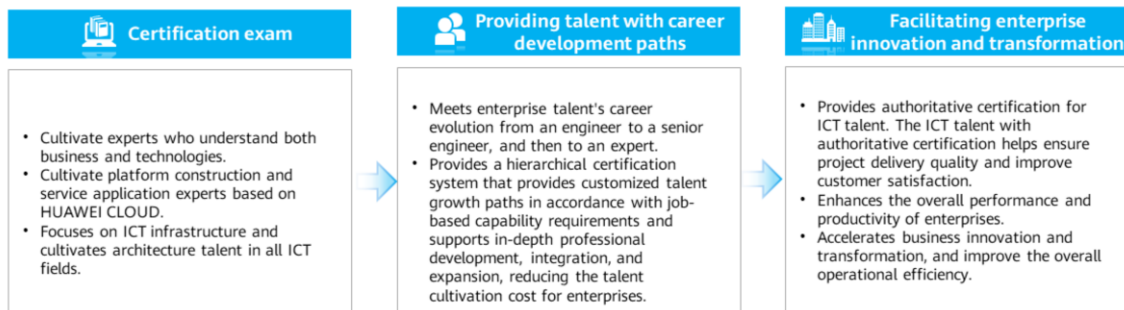 Certification exam
• Cultivate experts who understand both
business and technologies.
• Cultivate platform construction and
service application experts based on
HUAWEI CLOUD.
• Focuses on ICT infrastructure and
cultivates architecture talent in all ICT
fields.
Providing talent with career
development paths
• Meets enterprise talent's career
evolution from an engineer to a senior
engineer, and then to an expert.
• Provides a hierarchical certification
system that provides customized talent
growth paths in accordance with job-
based capability requirements and
supports in-depth professional
development, integration, and
expansion, reducing the talent
cultivation cost for enterprises.
Facilitating enterprise
innovation and transformation
• Provides authoritative certification for
ICT talent. The ICT talent with
authoritative certification helps ensure
project delivery quality and improve
customer satisfaction.
• Enhances the overall performance and
productivity of enterprises.
• Accelerates business innovation and
transformation, and improve the overall
operational efficiency.